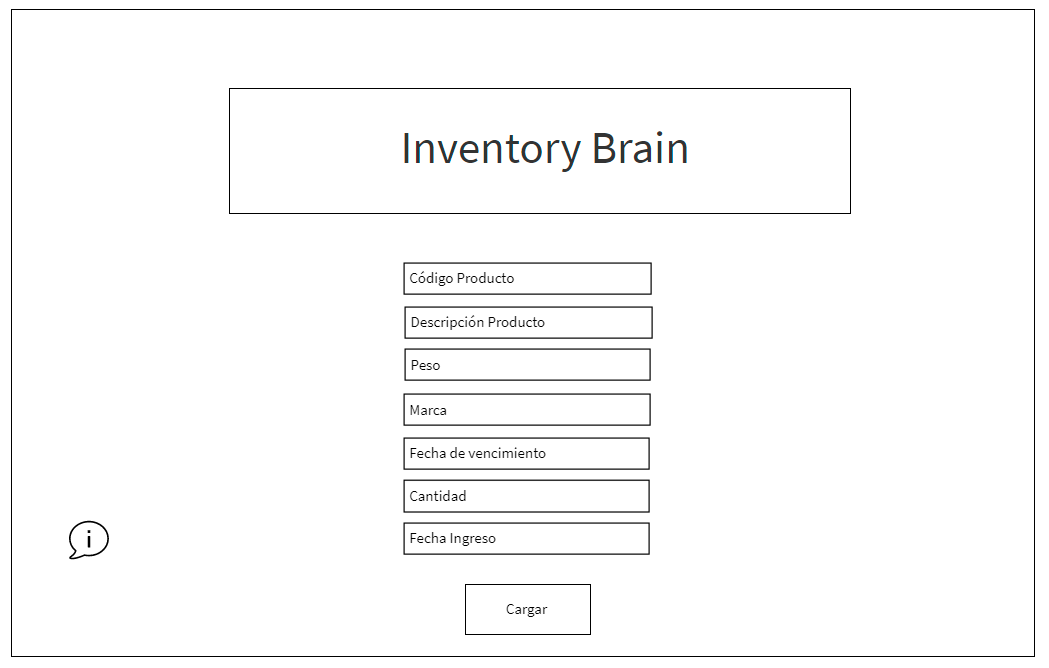 Inventory Brain
Código Producto
Descripción Producto
Peso
Marca
Fecha de vencimiento
Cantidad
Fecha Ingreso
i
Cargar